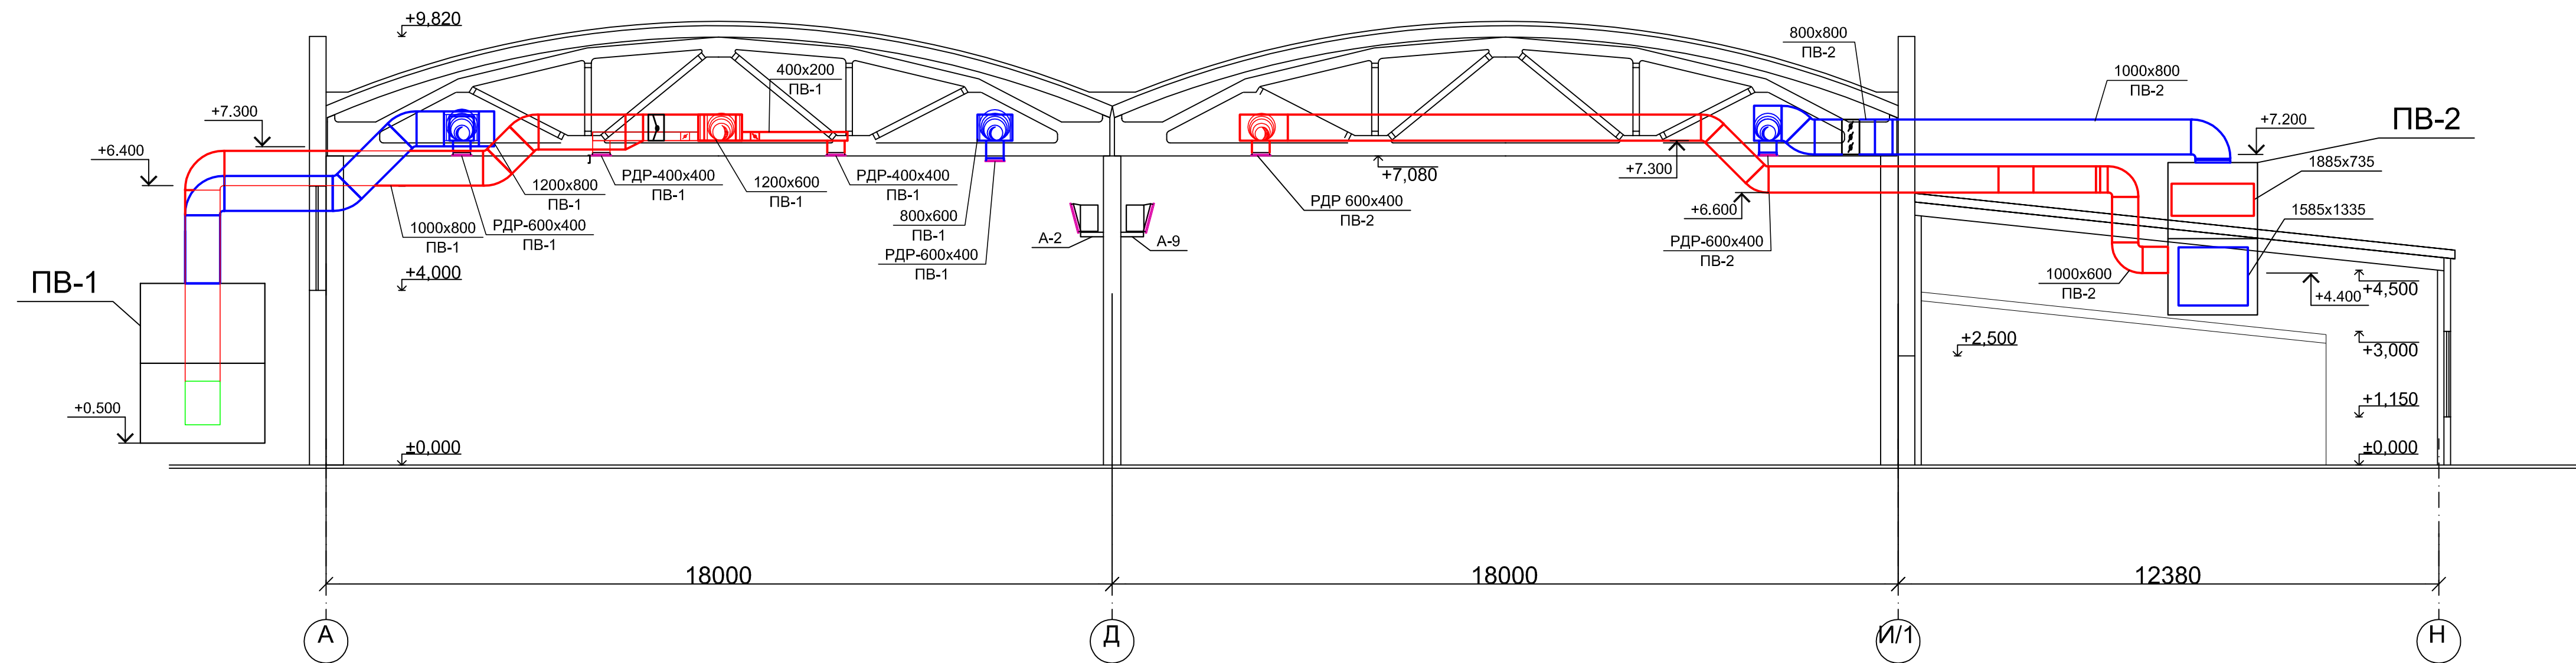 +9,820
800x800
ПВ-2
400x200
ПВ-1
1000x800
ПВ-2
+7.300
+7.200
ПВ-2
+6.400
1885x735
РДР-400x400
ПВ-1
+7.300
+7,080
1200x800
ПВ-1
1200x600
ПВ-1
РДР-400x400
ПВ-1
РДР 600x400
ПВ-2
+6.600
1585x1335
1000x800
ПВ-1
РДР-600x400
ПВ-1
800x600
ПВ-1
А-2
А-9
РДР-600x400
ПВ-2
РДР-600x400
ПВ-1
+4,000
1000x600
ПВ-2
ПВ-1
+4.400
+4,500
+2,500
+3,000
+0.500
+1,150
±0,000
±0,000
18000
18000
12380
А
Д
И/1
Н